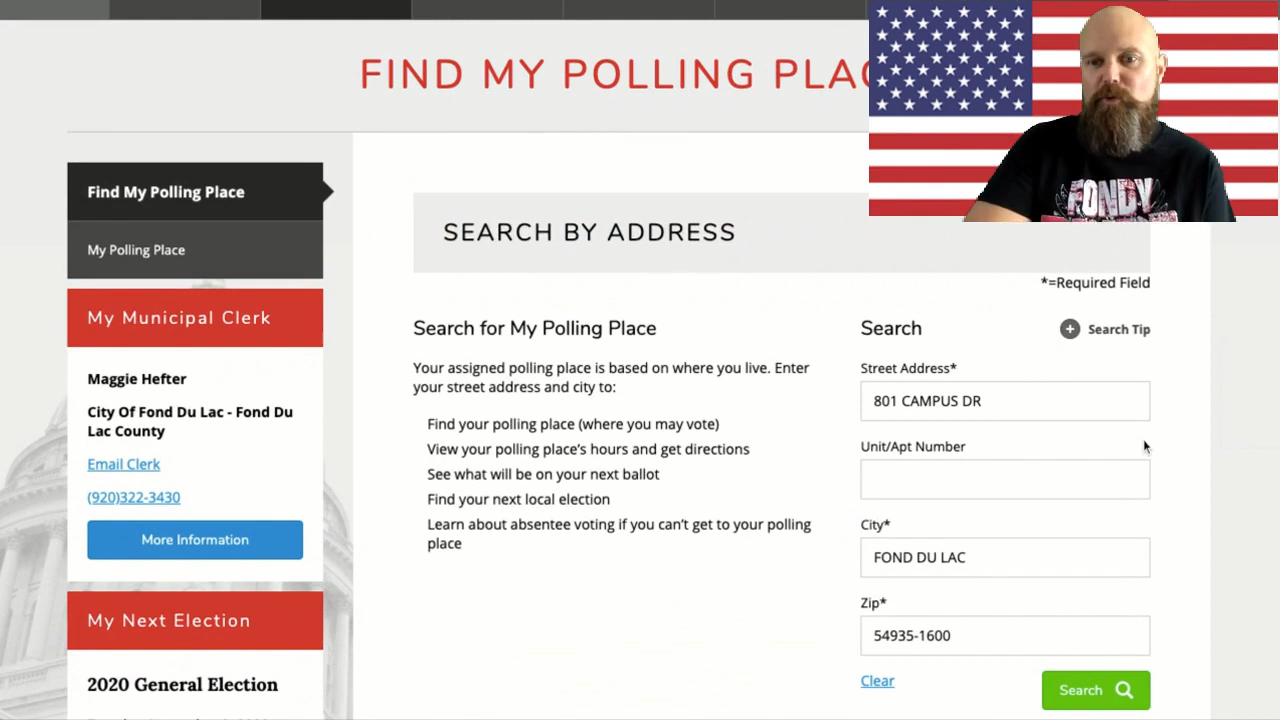 FIND MY POLLING PLAC
Find My Polling Place
My Polling Place
My Municipal Clerk
Maggie Hefter
City Of Fond Du Lac - Fond Du
Lac County
Email Clerk
(920)322-3430
More Information
My Next Election
2020 General Election
SEARCH BY ADDRESS
*=Required Field
Search for My Polling Place
Your assigned polling place is based on where you live. Enter
your street address and city to:
Find your polling place (where you may vote)
View your polling place's hours and get directions
See what will be on your next ballot
Find your next local election
Learn about absentee voting if you can't get to your polling
place
Search
Search Tip
Street Address*
801 CAMPUS DR
Unit/Apt Number
City*
FOND DU LAC
Zip*
54935-1600
Clear
Search
FONDY